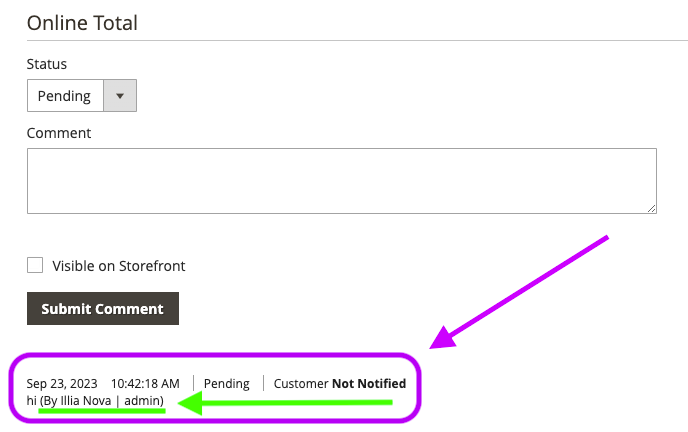 Online Total
Status
Pending
Comment
Visible on Storefront
Submit Comment
Sep 23, 2023 10:42:18 AM Pending Customer Not Notified
hi (By Illia Nova | admin)